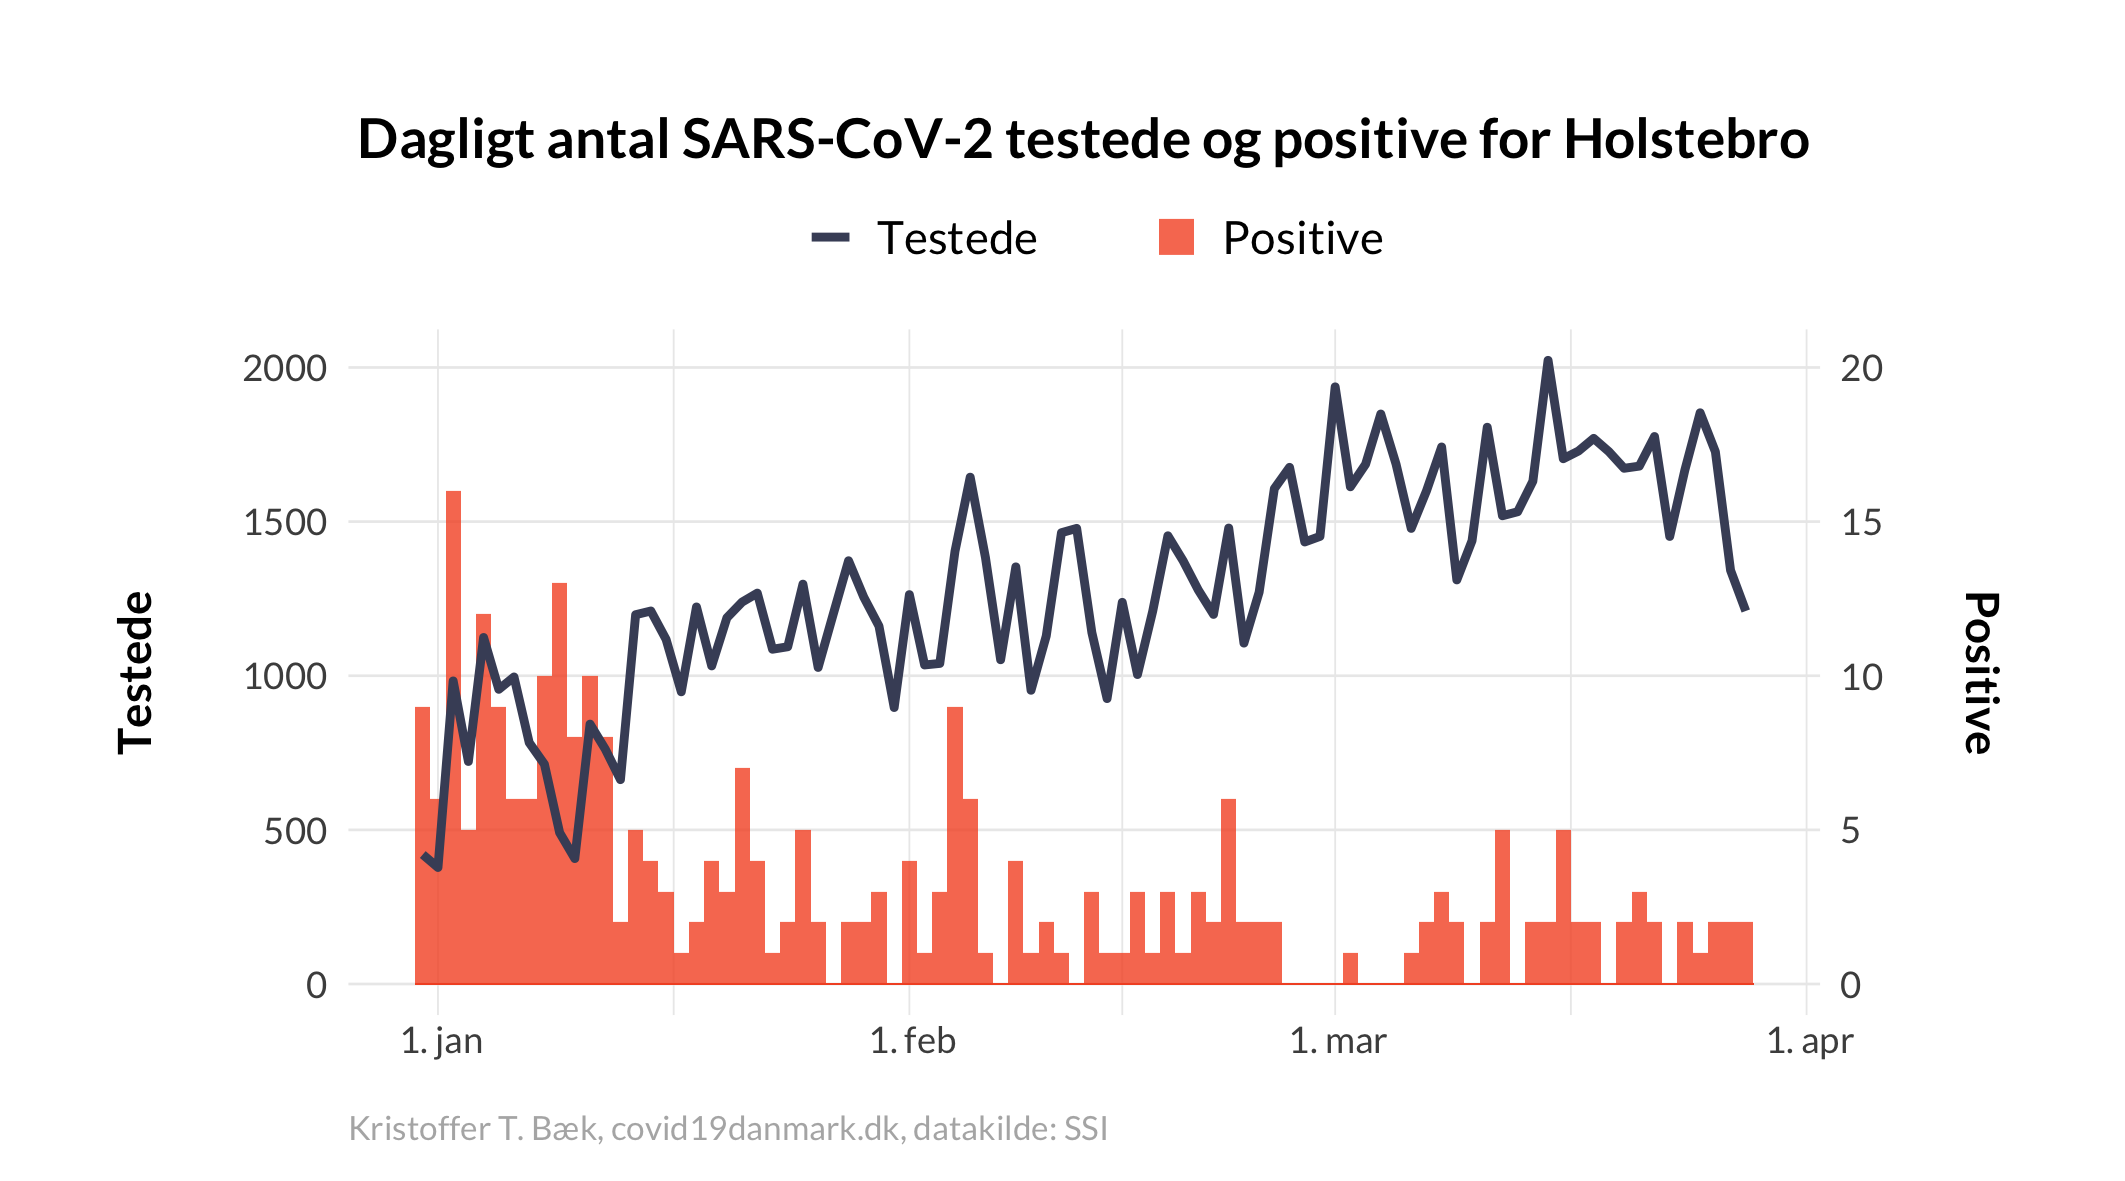 Dagligt antal SARS-CoV-2 testede og positive for Holstebro
Testede
Positive
2000
1500
1000
500
0
Testede
20
15
10
5
0
Positive
1. jan
1. feb
1. mar
1. apr
Kristoffer T. Bæk, covid19danmark.dk, datakilde: SSI